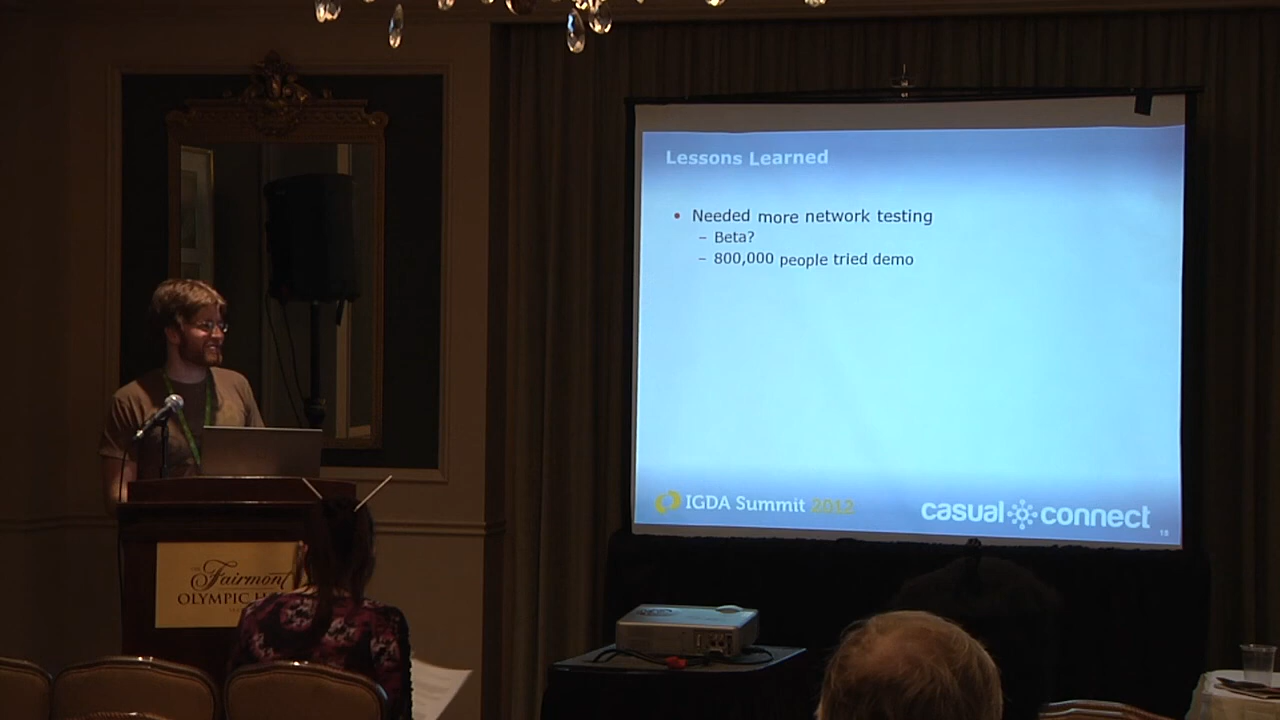 Lessons Learned
• Needed more network testing
– Beta?
– 800,000 people tried demo
IGDA Summit 2012
casual connect
18
Fairmont
OLYMPIC